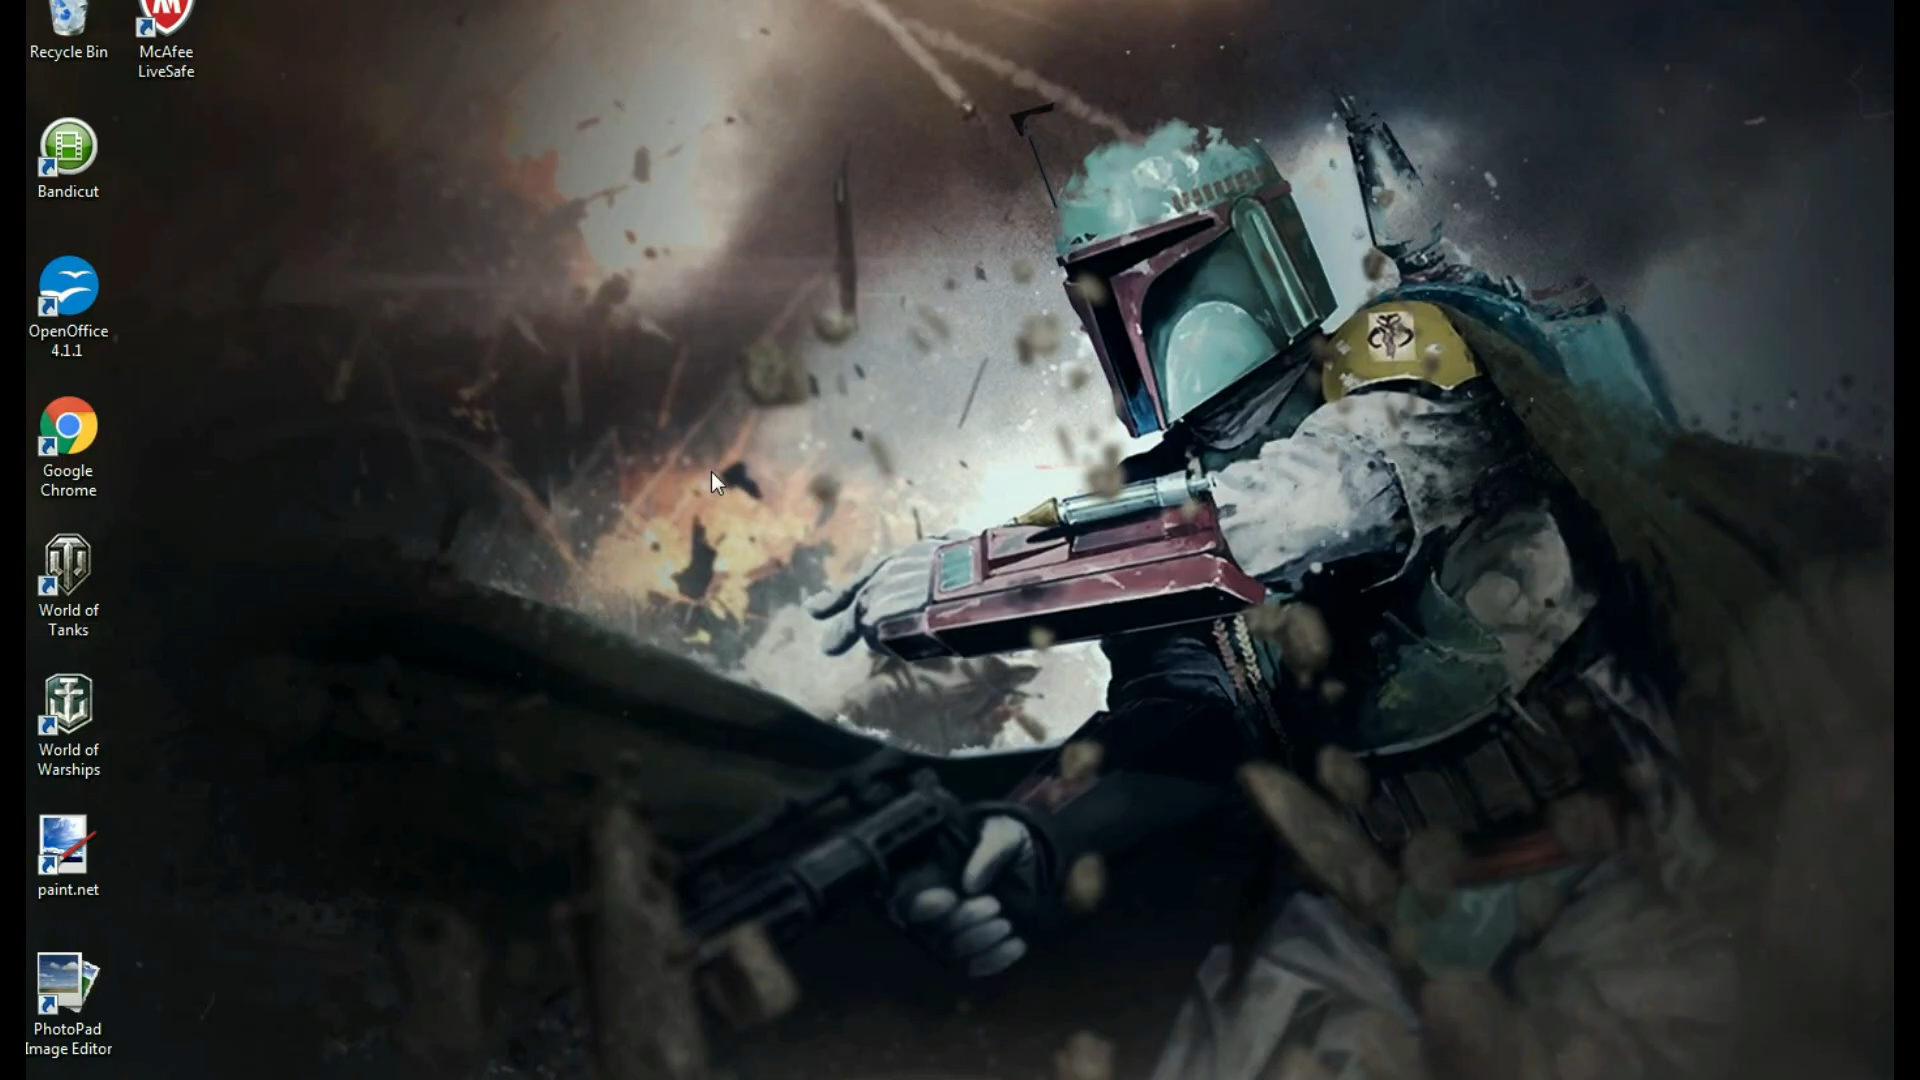 Recycle Bin
McAfee
LiveSafe
Bandicut
OpenOffice
4.1.1
Google
Chrome
World of
Tanks
World of
Warships
paint.net
PhotoPad
Image Editor